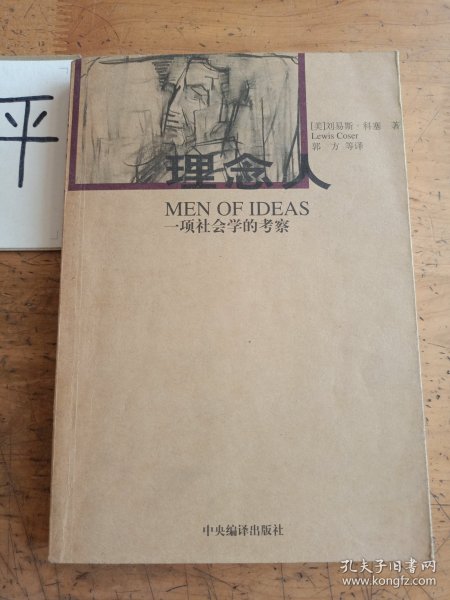 平
[美]刘易斯·科塞 著
Lewis Coser
郭 方 等译
理念人
MEN OF IDEAS
一项社会学的考察
中央编译出版社
孔夫子旧书网
www.kongfz.com